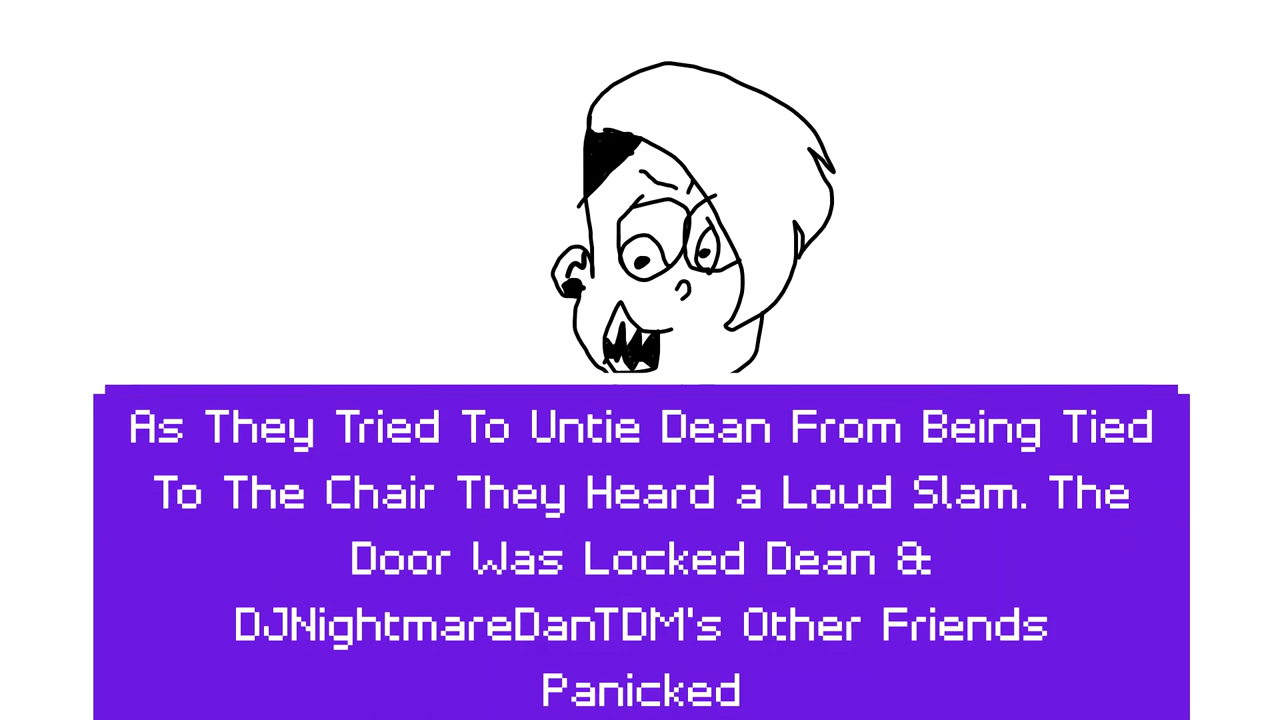 As They Tried To Untie Dean From Being Tied
To The Chair They Heard a Loud Slam. The
Door Was Locked Dean &
DJNightmareDanTDM's Other Friends
Panicked